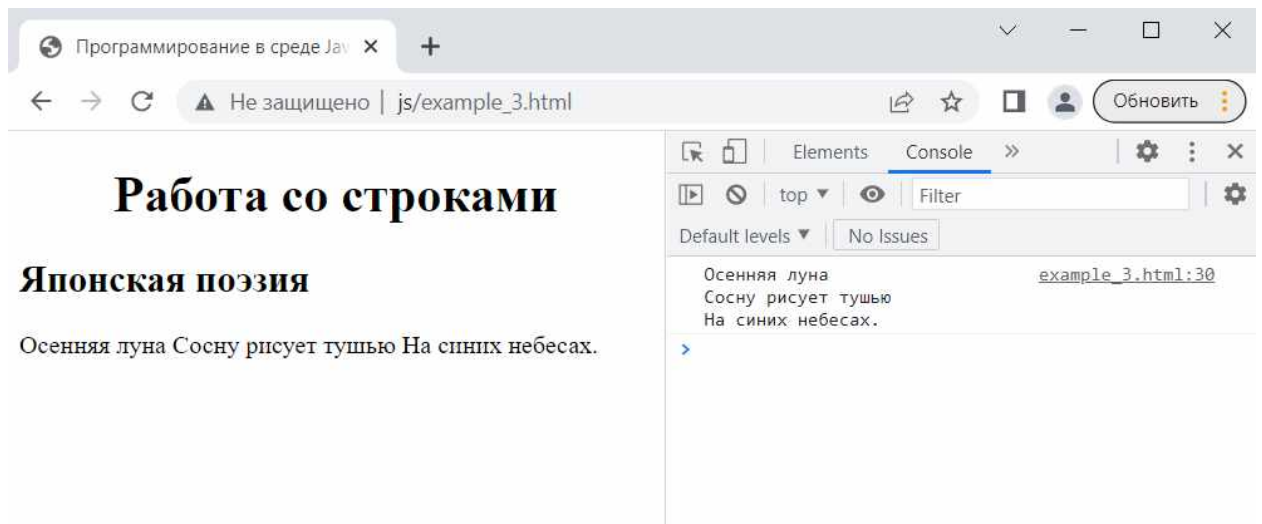 Программирование в среде Jav
Не защищено | js/example_3.html
Обновить
Работа со строками
Японская поэзия
Осенняя луна Сосну рисует тушью На синих небесах.
Elements Console
top Filter
Default levels No Issues
Осенняя луна example_3.html:30
Сосну рисует тушью
На синих небесах.